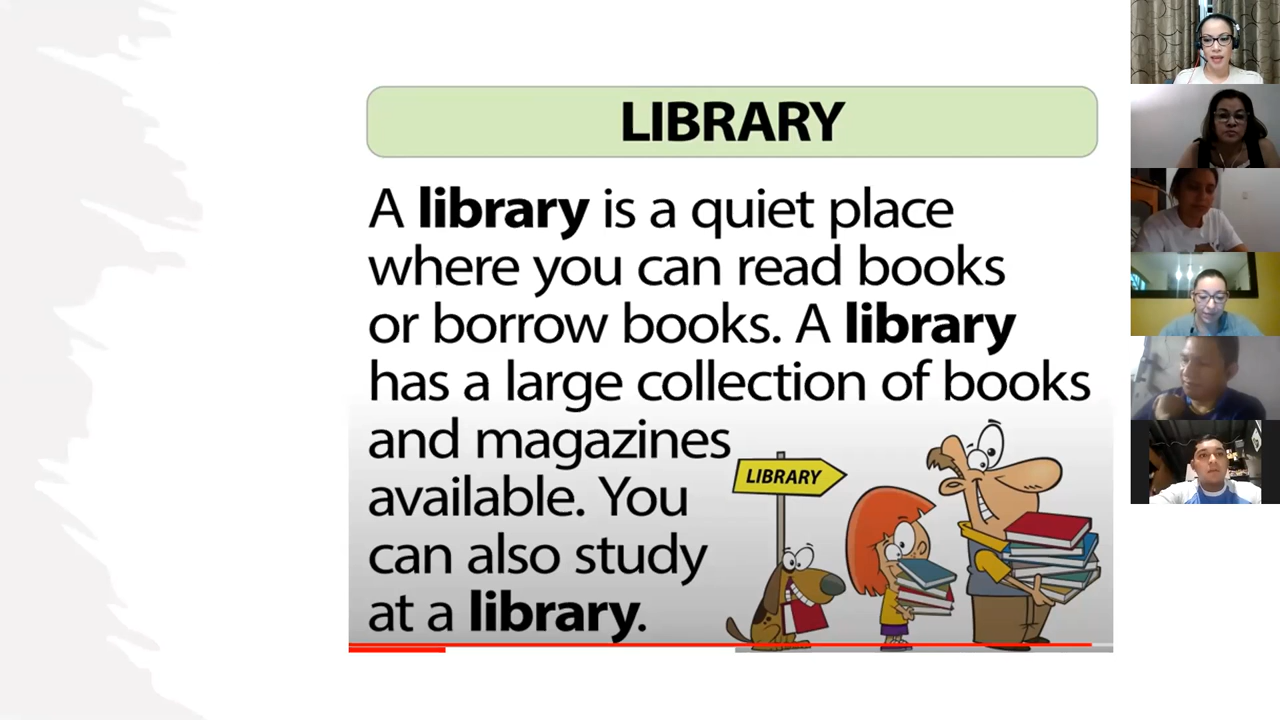 LIBRARY
A library is a quiet place
where you can read books
or borrow books. A library
has a large collection of books
and magazines
available. You
can also study
at a library.
LIBRARY